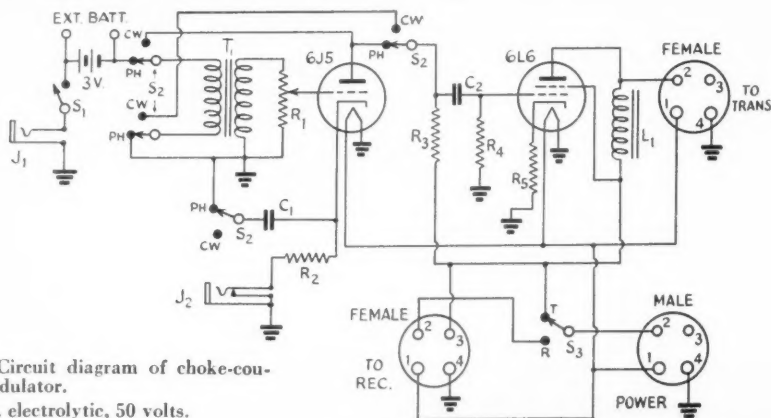 EXT. BATT.
CW
CW
T₁
PH
S₂
PH
S₂
6J5
6L6
FEMALE
2
3
1
4
TO
TRANS
3V.
S₁
CW
R₁
C₂
L₁
J₁
PH
R₃
R₄
R₅
PH
S₂
C₁
CW
R₂
J₂
FEMALE
2
3
1
4
TO
REC.
T
R
S₃
MALE
2
3
1
4
POWER
Circuit diagram of choke-cou-
dulator.
electrolytic, 50 volts.